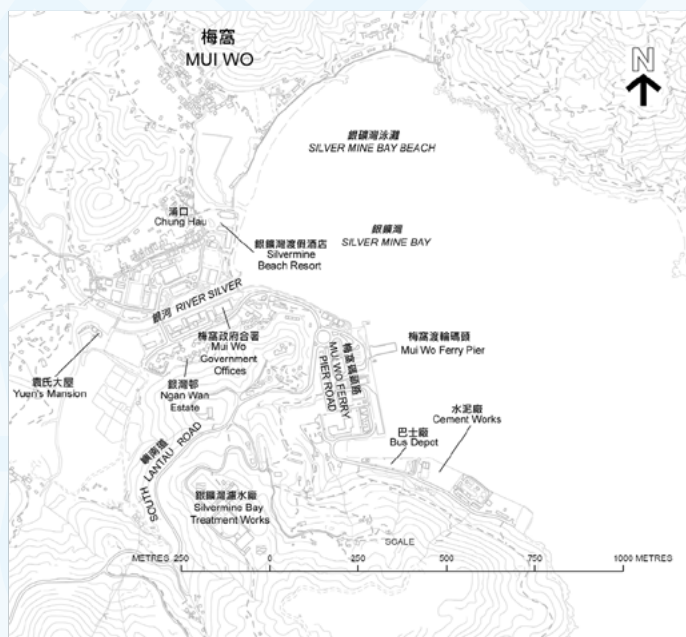 梅窩
MUI WO
N
銀礦灣泳灘
SILVER MINE BAY BEACH
涌口
Chung Hau
銀鑛灣
SILVER MINE BAY
銀鑛灣渡假酒店
Silvermine
Beach Resort
銀河 RIVER SILVER
梅窩政府合署
Mui Wo
Government
Offices
梅窩碼頭路
MUI WO FERRY
PIER ROAD
梅窩渡輪碼頭
Mui Wo Ferry Pier
袁氏大屋
Yuen's Mansion
銀灣邨
Ngan Wan
Estate
水泥廠
Cement Works
巴士廠
Bus Depot
嶼南道
SOUTH LANTAU ROAD
銀鑛灣濾水廠
Silvermine Bay
Treatment Works
SCALE
METRES 250 0 250 500 750 1000 METRES